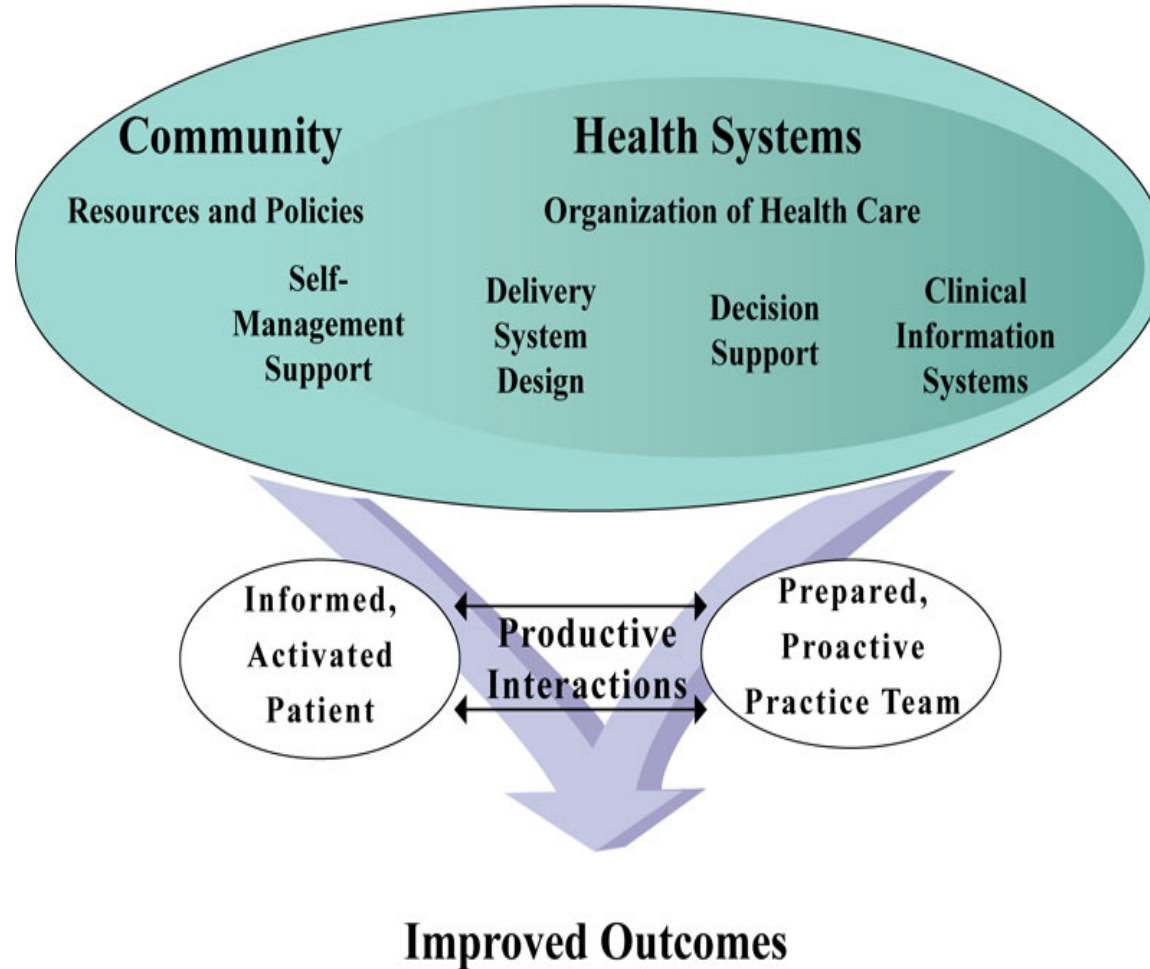 Community
Health Systems
Resources and Policies
Organization of Health Care
Self-
Management
Support
Delivery
System
Design
Decision
Support
Clinical
Information
Systems
Informed,
Activated
Patient
Productive
Interactions
Prepared,
Proactive
Practice Team
Improved Outcomes